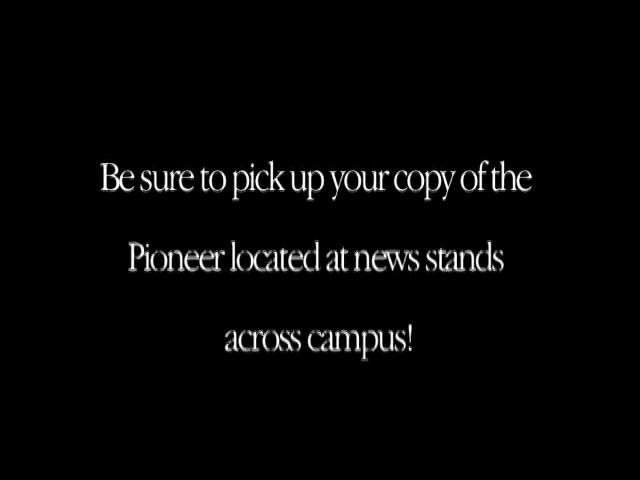 Be sure to pick up your copy of the
Pioneer located at news stands
across campus!